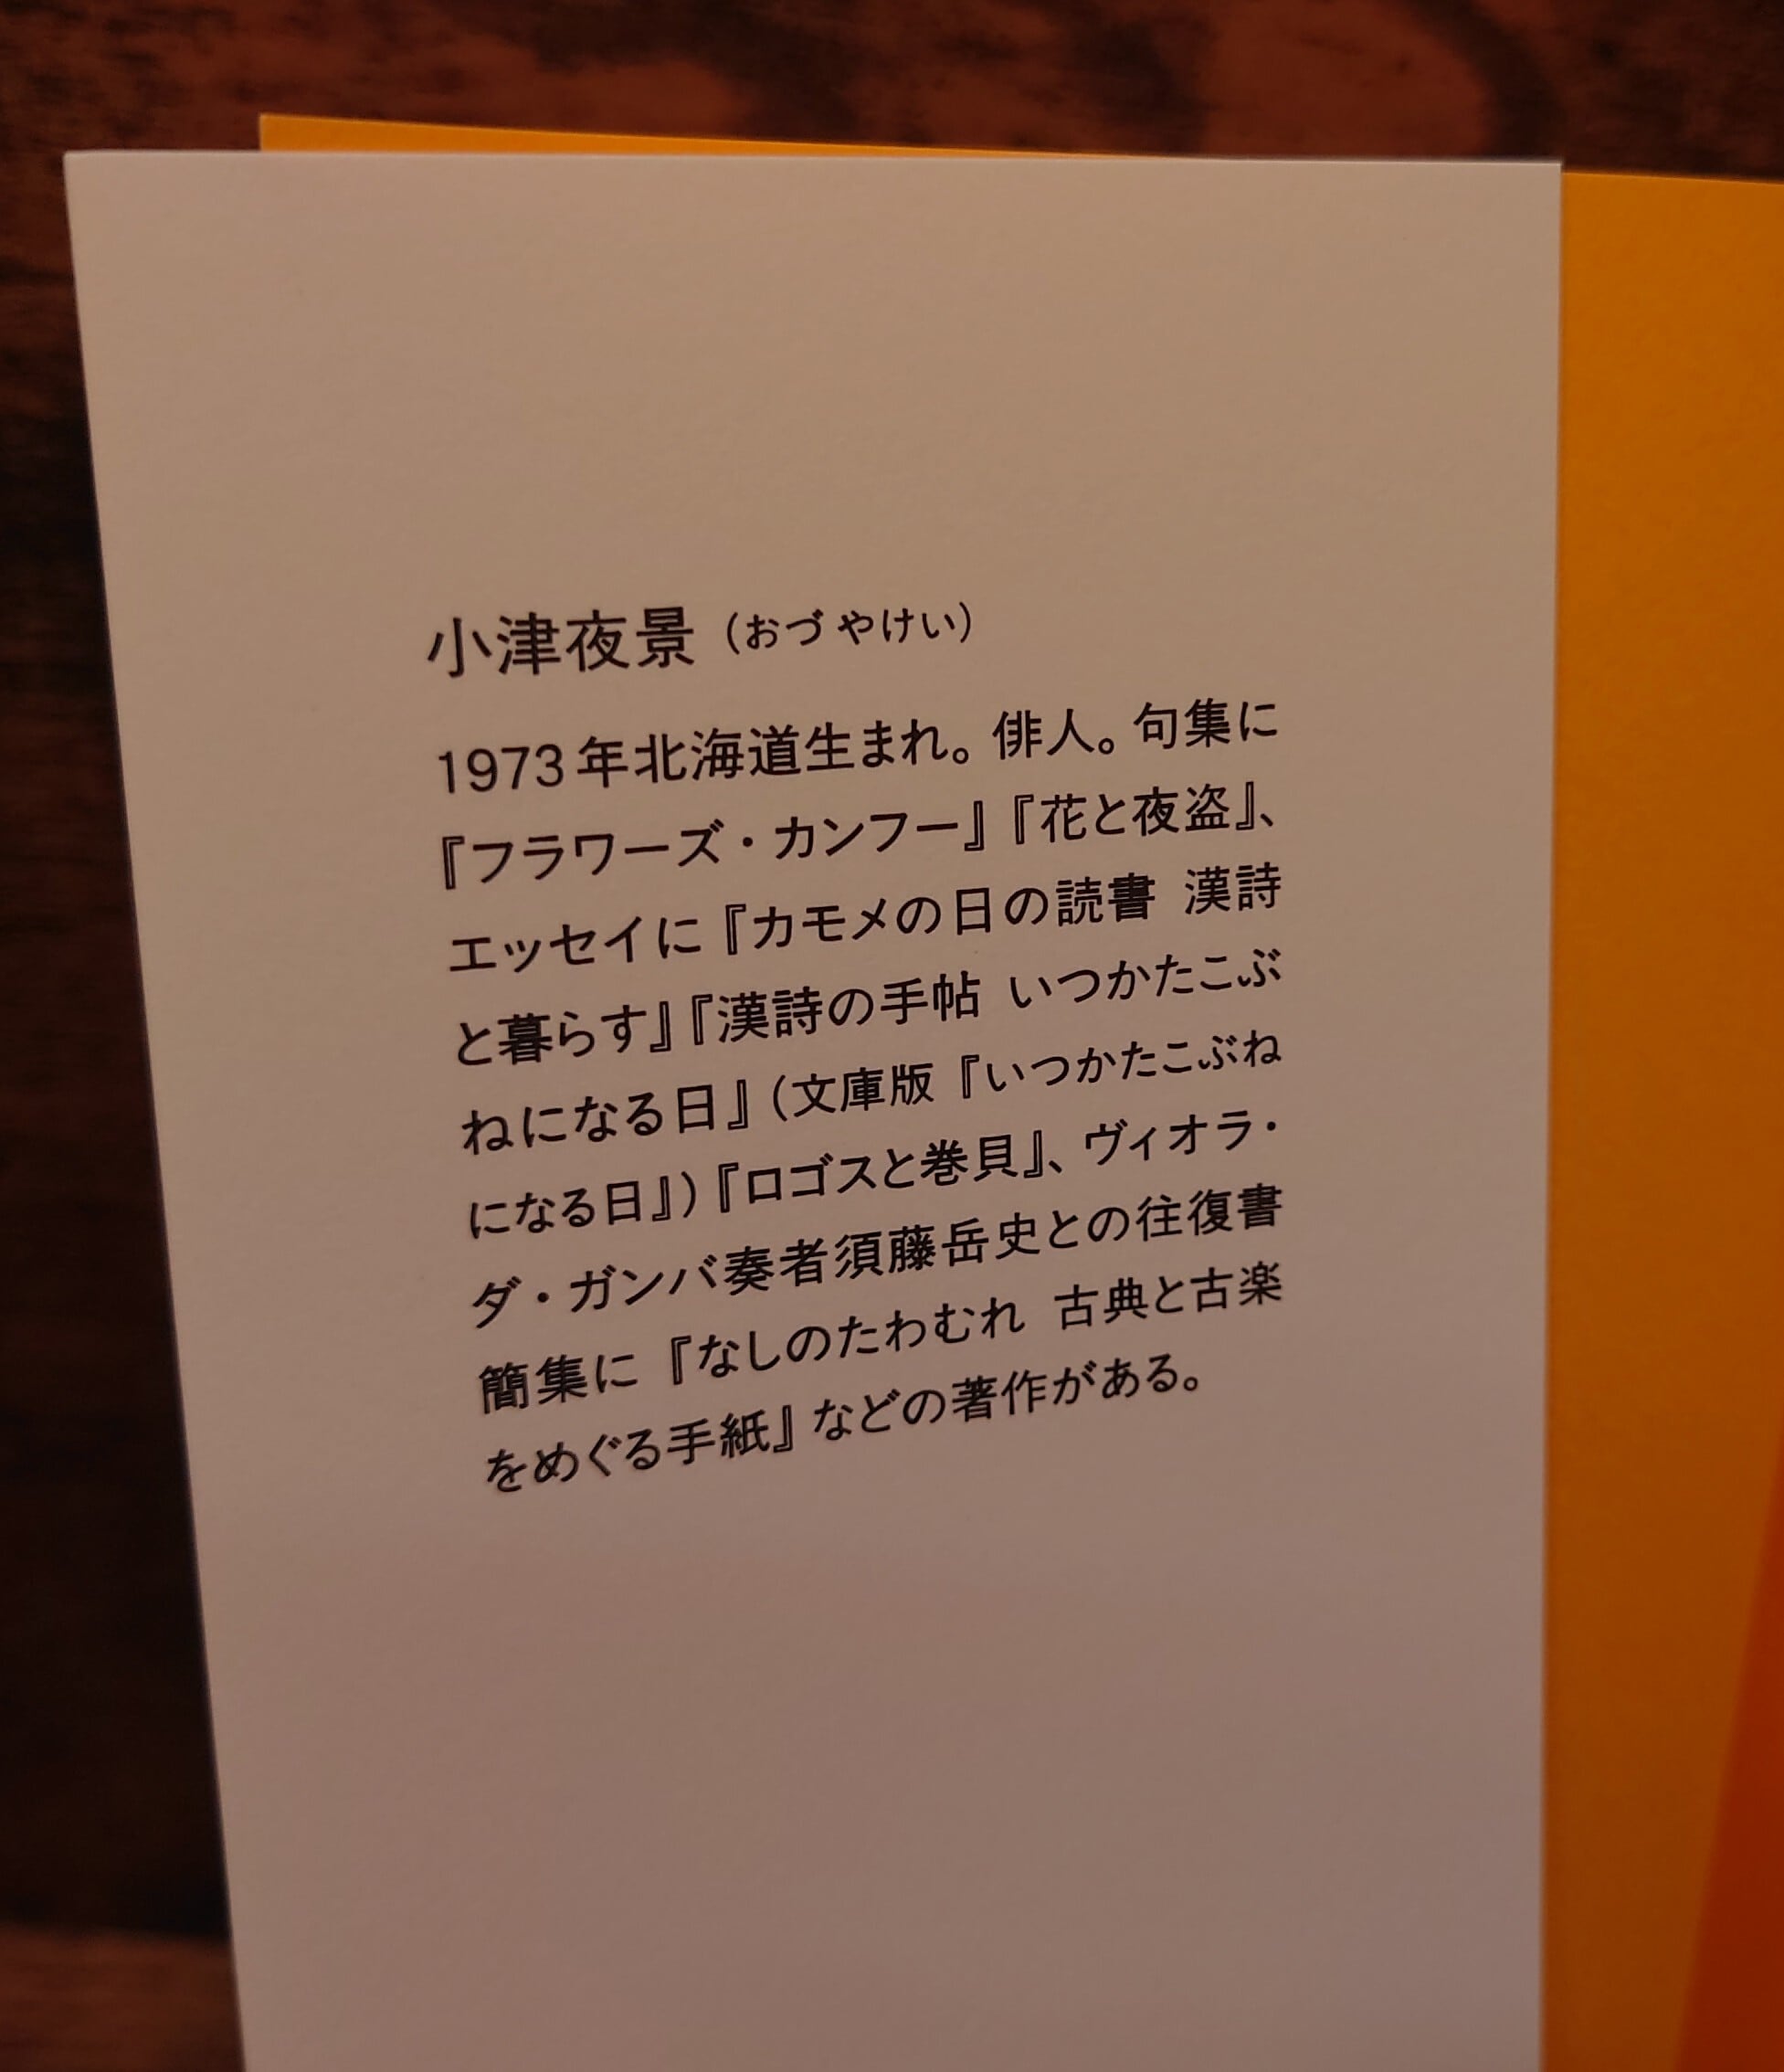 小津夜景（おづ やけい）
1973年北海道生まれ。俳人。句集に
『フラワーズ・カンフー』『花と夜盗』、
エッセイに『カモメの日の読書 漢詩
と暮らす』『漢詩の手帖 いつかたこぶ
ねになる日』（文庫版『いつかたこぶね
になる日』）『ロゴスと巻貝』、ヴィオラ・
ダ・ガンバ奏者須藤岳史との往復書
簡集に『なしのたわむれ 古典と古楽
をめぐる手紙』などの著作がある。